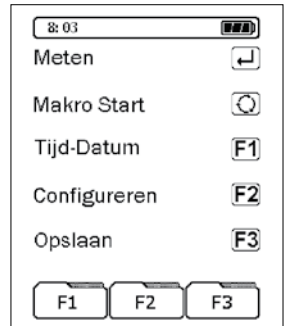 8:03
Meten
Makro Start
Tijd-Datum F1
Configureren F2
Opslaan F3
F1 F2 F3